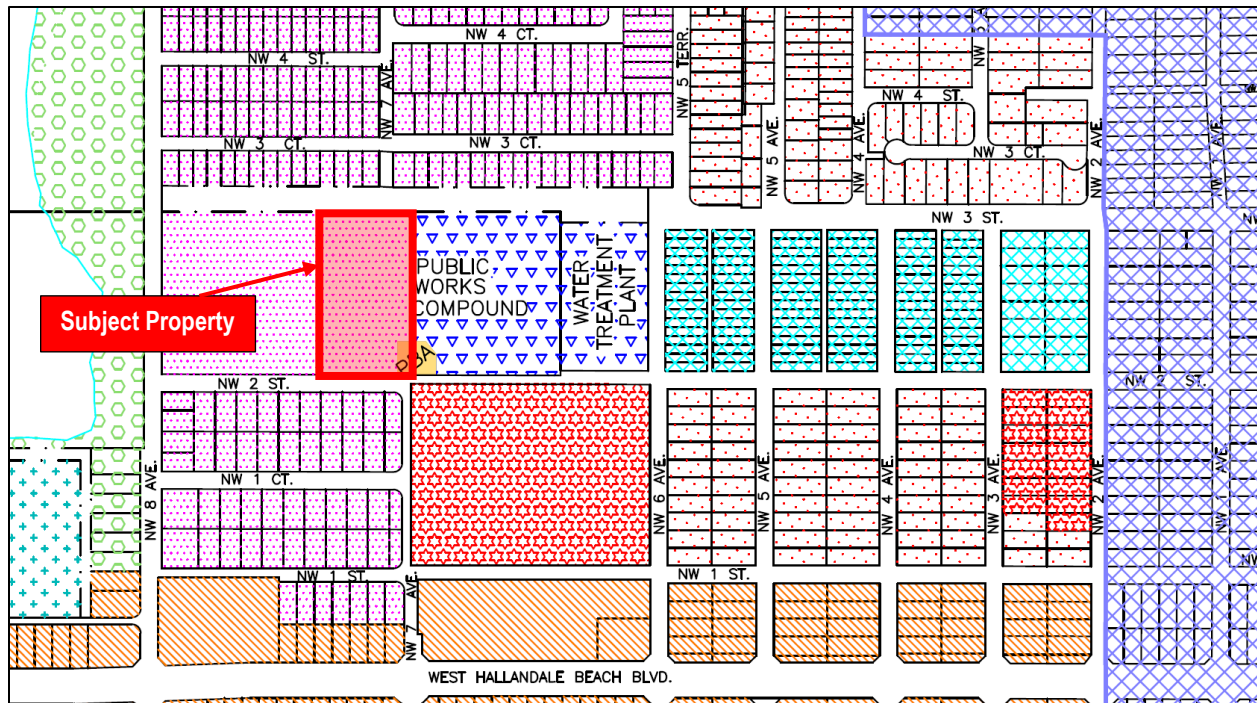 NW 4 CT.
NW 4 ST.
NW 7 AVE.
NW 5 TERR.
NW 4 ST.
NW 3 CT.
NW 3 CT.
NW 5 AVE.
NW 4 AVE.
NW 3 CT.
NW 2 AVE.
NW 1 AVE.
NW 3 ST.
PUBLIC
WORKS
COMPOUND
WATER
TREATMENT
PLANT
Subject Property
NW 2 ST.
NW 2 ST.
NW 8 AVE.
NW 1 CT.
NW 6 AVE.
NW 5 AVE.
NW 4 AVE.
NW 3 AVE.
NW 2 AVE.
NW 1 AVE.
NW 1 ST.
NW 1 ST.
NW 7 AVE.
WEST HALLANDALE BEACH BLVD.